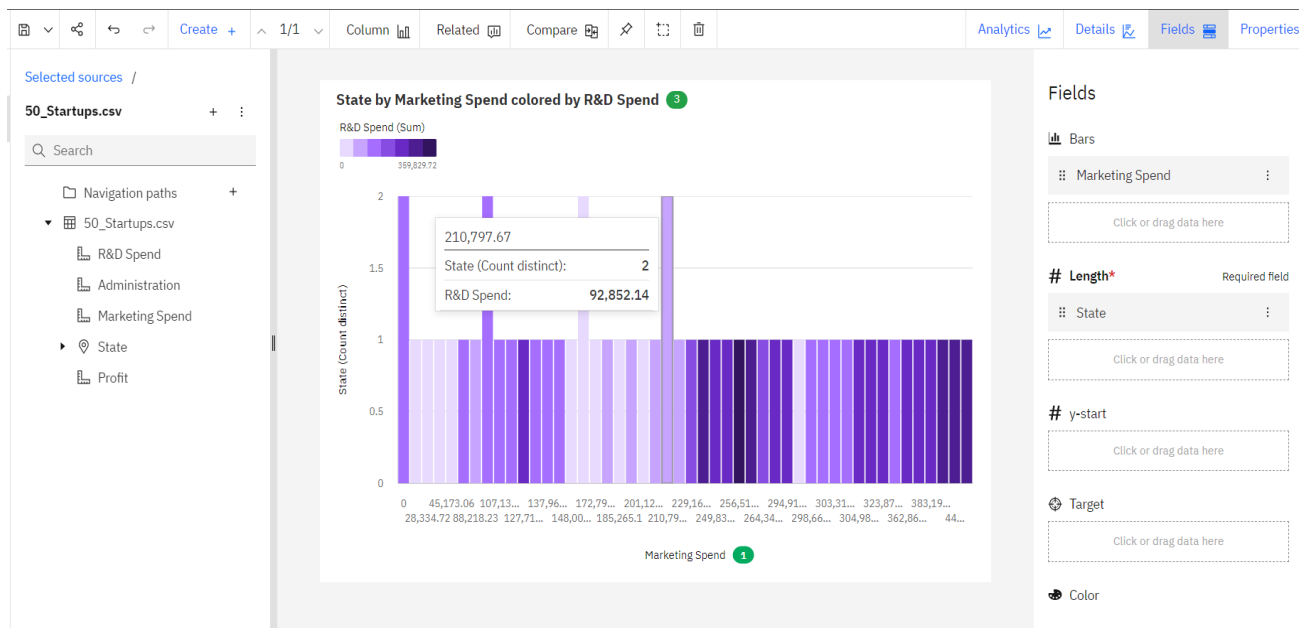 Create +
1/1
Column
Related
Compare
Analytics
Details
Fields
Properties
Selected sources /
50_Startups.csv
Search
Navigation paths
50_Startups.csv
R&D Spend
Administration
Marketing Spend
State
Profit
State by Marketing Spend colored by R&D Spend 3
R&D Spend (Sum)
0 359,829.72
State (Count distinct)
2
1.5
1
0.5
0
210,797.67
State (Count distinct): 2
R&D Spend: 92,852.14
0 45,173.06 107,13... 137,96... 172,79... 201,12... 229,16... 256,51... 294,91... 303,31... 323,87... 383,19...
28,334.72 88,218.23 127,71... 148,00... 185,265.1 210,79... 249,83... 264,34... 298,66... 304,98... 362,86... 44...
Marketing Spend 1
Fields
Bars
Marketing Spend
Click or drag data here
# Length* Required field
State
Click or drag data here
# y-start
Click or drag data here
Target
Click or drag data here
Color